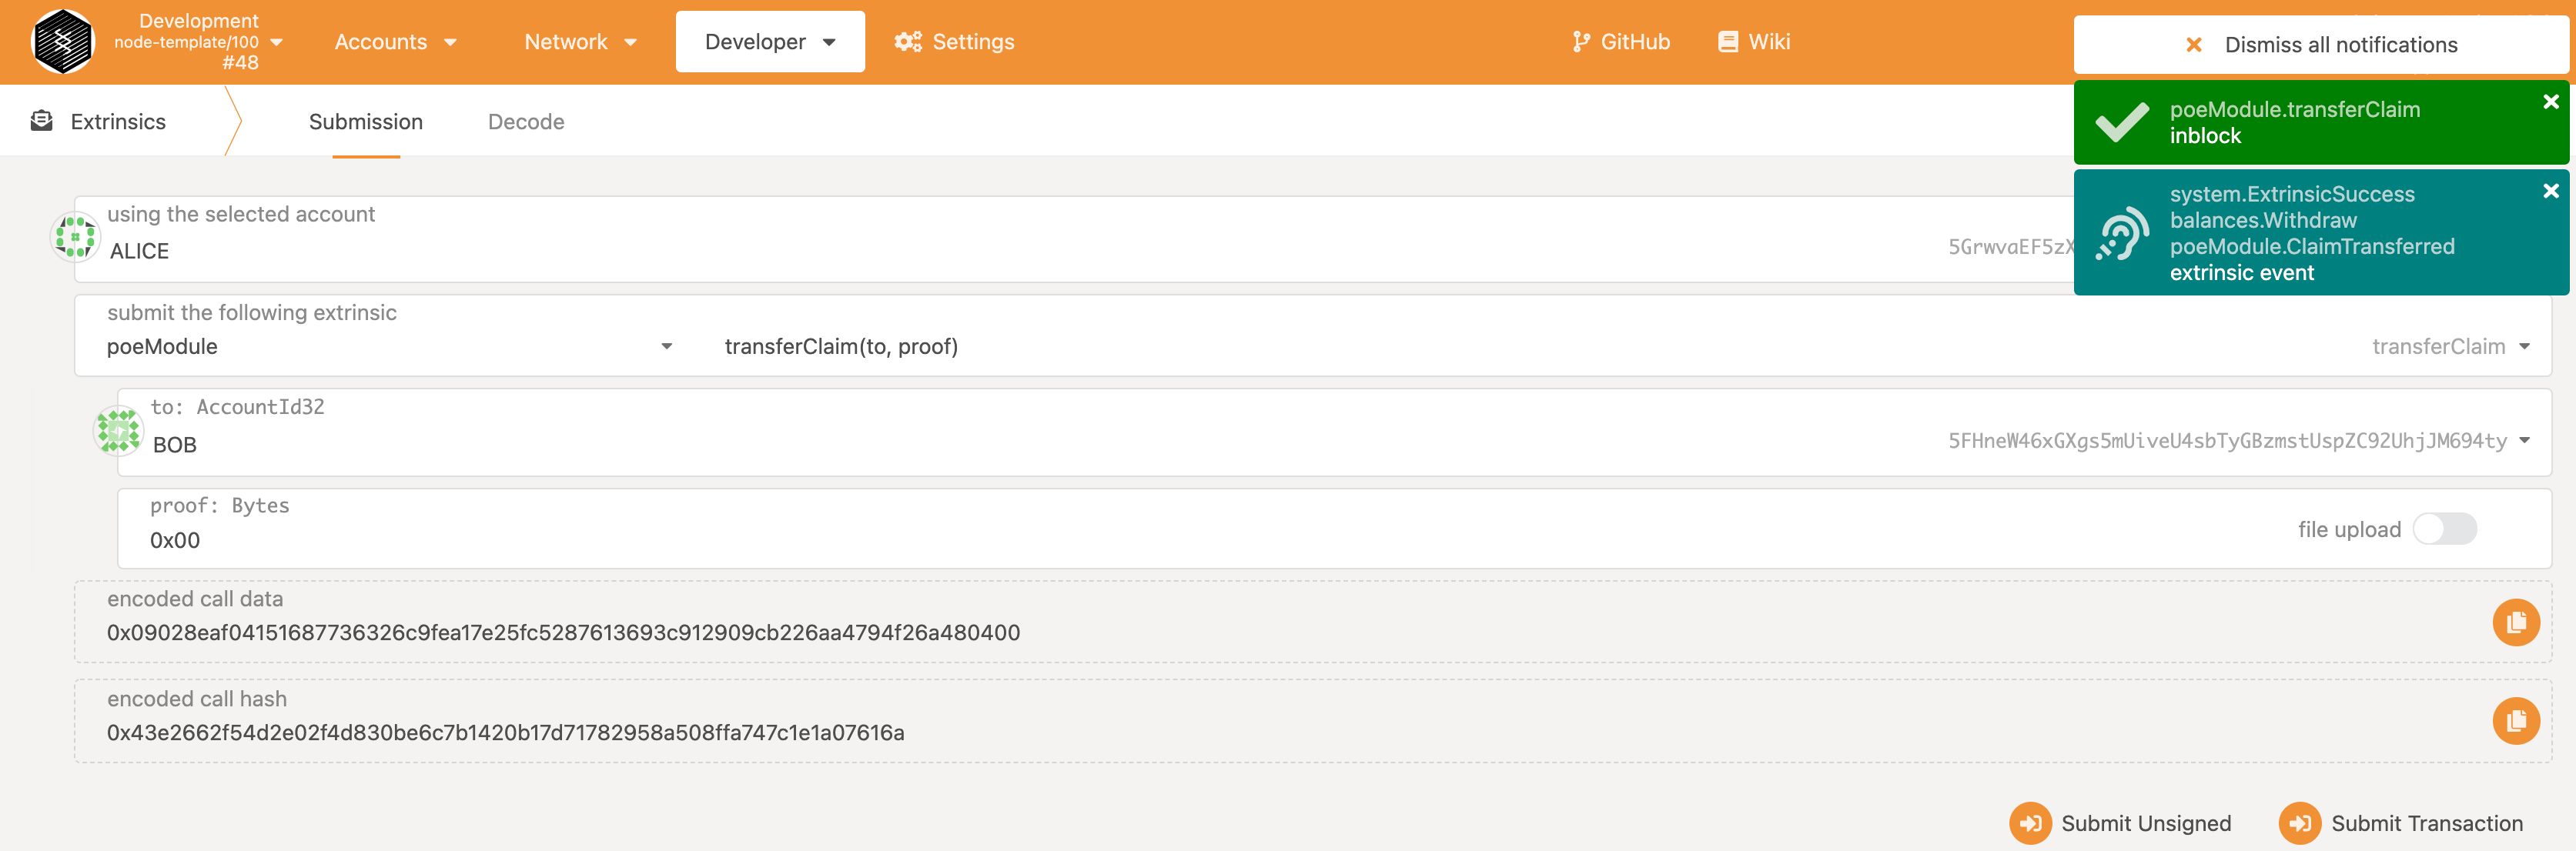 Development
node-template/100
#48
Accounts
Network
Developer
Settings
GitHub
Wiki
Dismiss all notifications
Extrinsics
Submission
Decode
poeModule.transferClaim
inblock
system.ExtrinsicSuccess
balances.Withdraw
poeModule.ClaimTransferred
extrinsic event
using the selected account
ALICE
5GrwvaEF5zX
submit the following extrinsic
poeModule
transferClaim(to, proof)
transferClaim
to: AccountId32
BOB
5FHneW46xGXgs5mUiveU4sbTyGBzmstUspZC92UhjJM694ty
proof: Bytes
0x00
file upload
encoded call data
0x09028eaf04151687736326c9fea17e25fc5287613693c912909cb226aa4794f26a480400
encoded call hash
0x43e2662f54d2e02f4d830be6c7b1420b17d71782958a508ffa747c1e1a07616a
Submit Unsigned
Submit Transaction